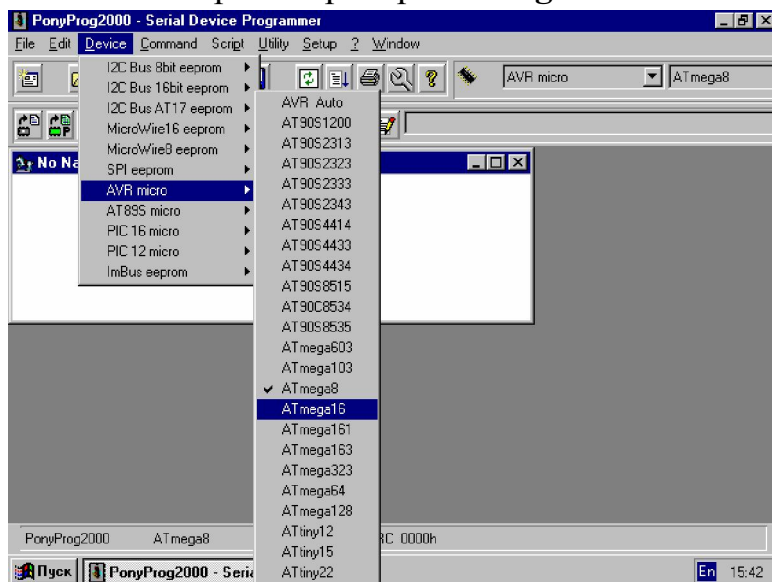 PonyProg2000 - Serial Device Programmer
File Edit Device Command Script Utility Setup ? Window
AVR micro ATmega8
No Na
I2C Bus 8bit eeprom
I2C Bus 16bit eeprom
I2C Bus AT17 eeprom
MicroWire16 eeprom
MicroWire8 eeprom
SPI eeprom
AVR micro
AT89S micro
PIC 16 micro
PIC 12 micro
ImBus eeprom
AVR Auto
AT90S1200
AT90S2313
AT90S2323
AT90S2333
AT90S2343
AT90S4414
AT90S4433
AT90S4434
AT90S8515
AT90C8534
AT90S8535
ATmega603
ATmega103
ATmega8
ATmega16
ATmega161
ATmega163
ATmega323
ATmega64
ATmega128
ATtiny12
ATtiny15
ATtiny22
PonyProg2000 ATmega8 RC 0000h
Пуск PonyProg2000 - Seria En 15:42